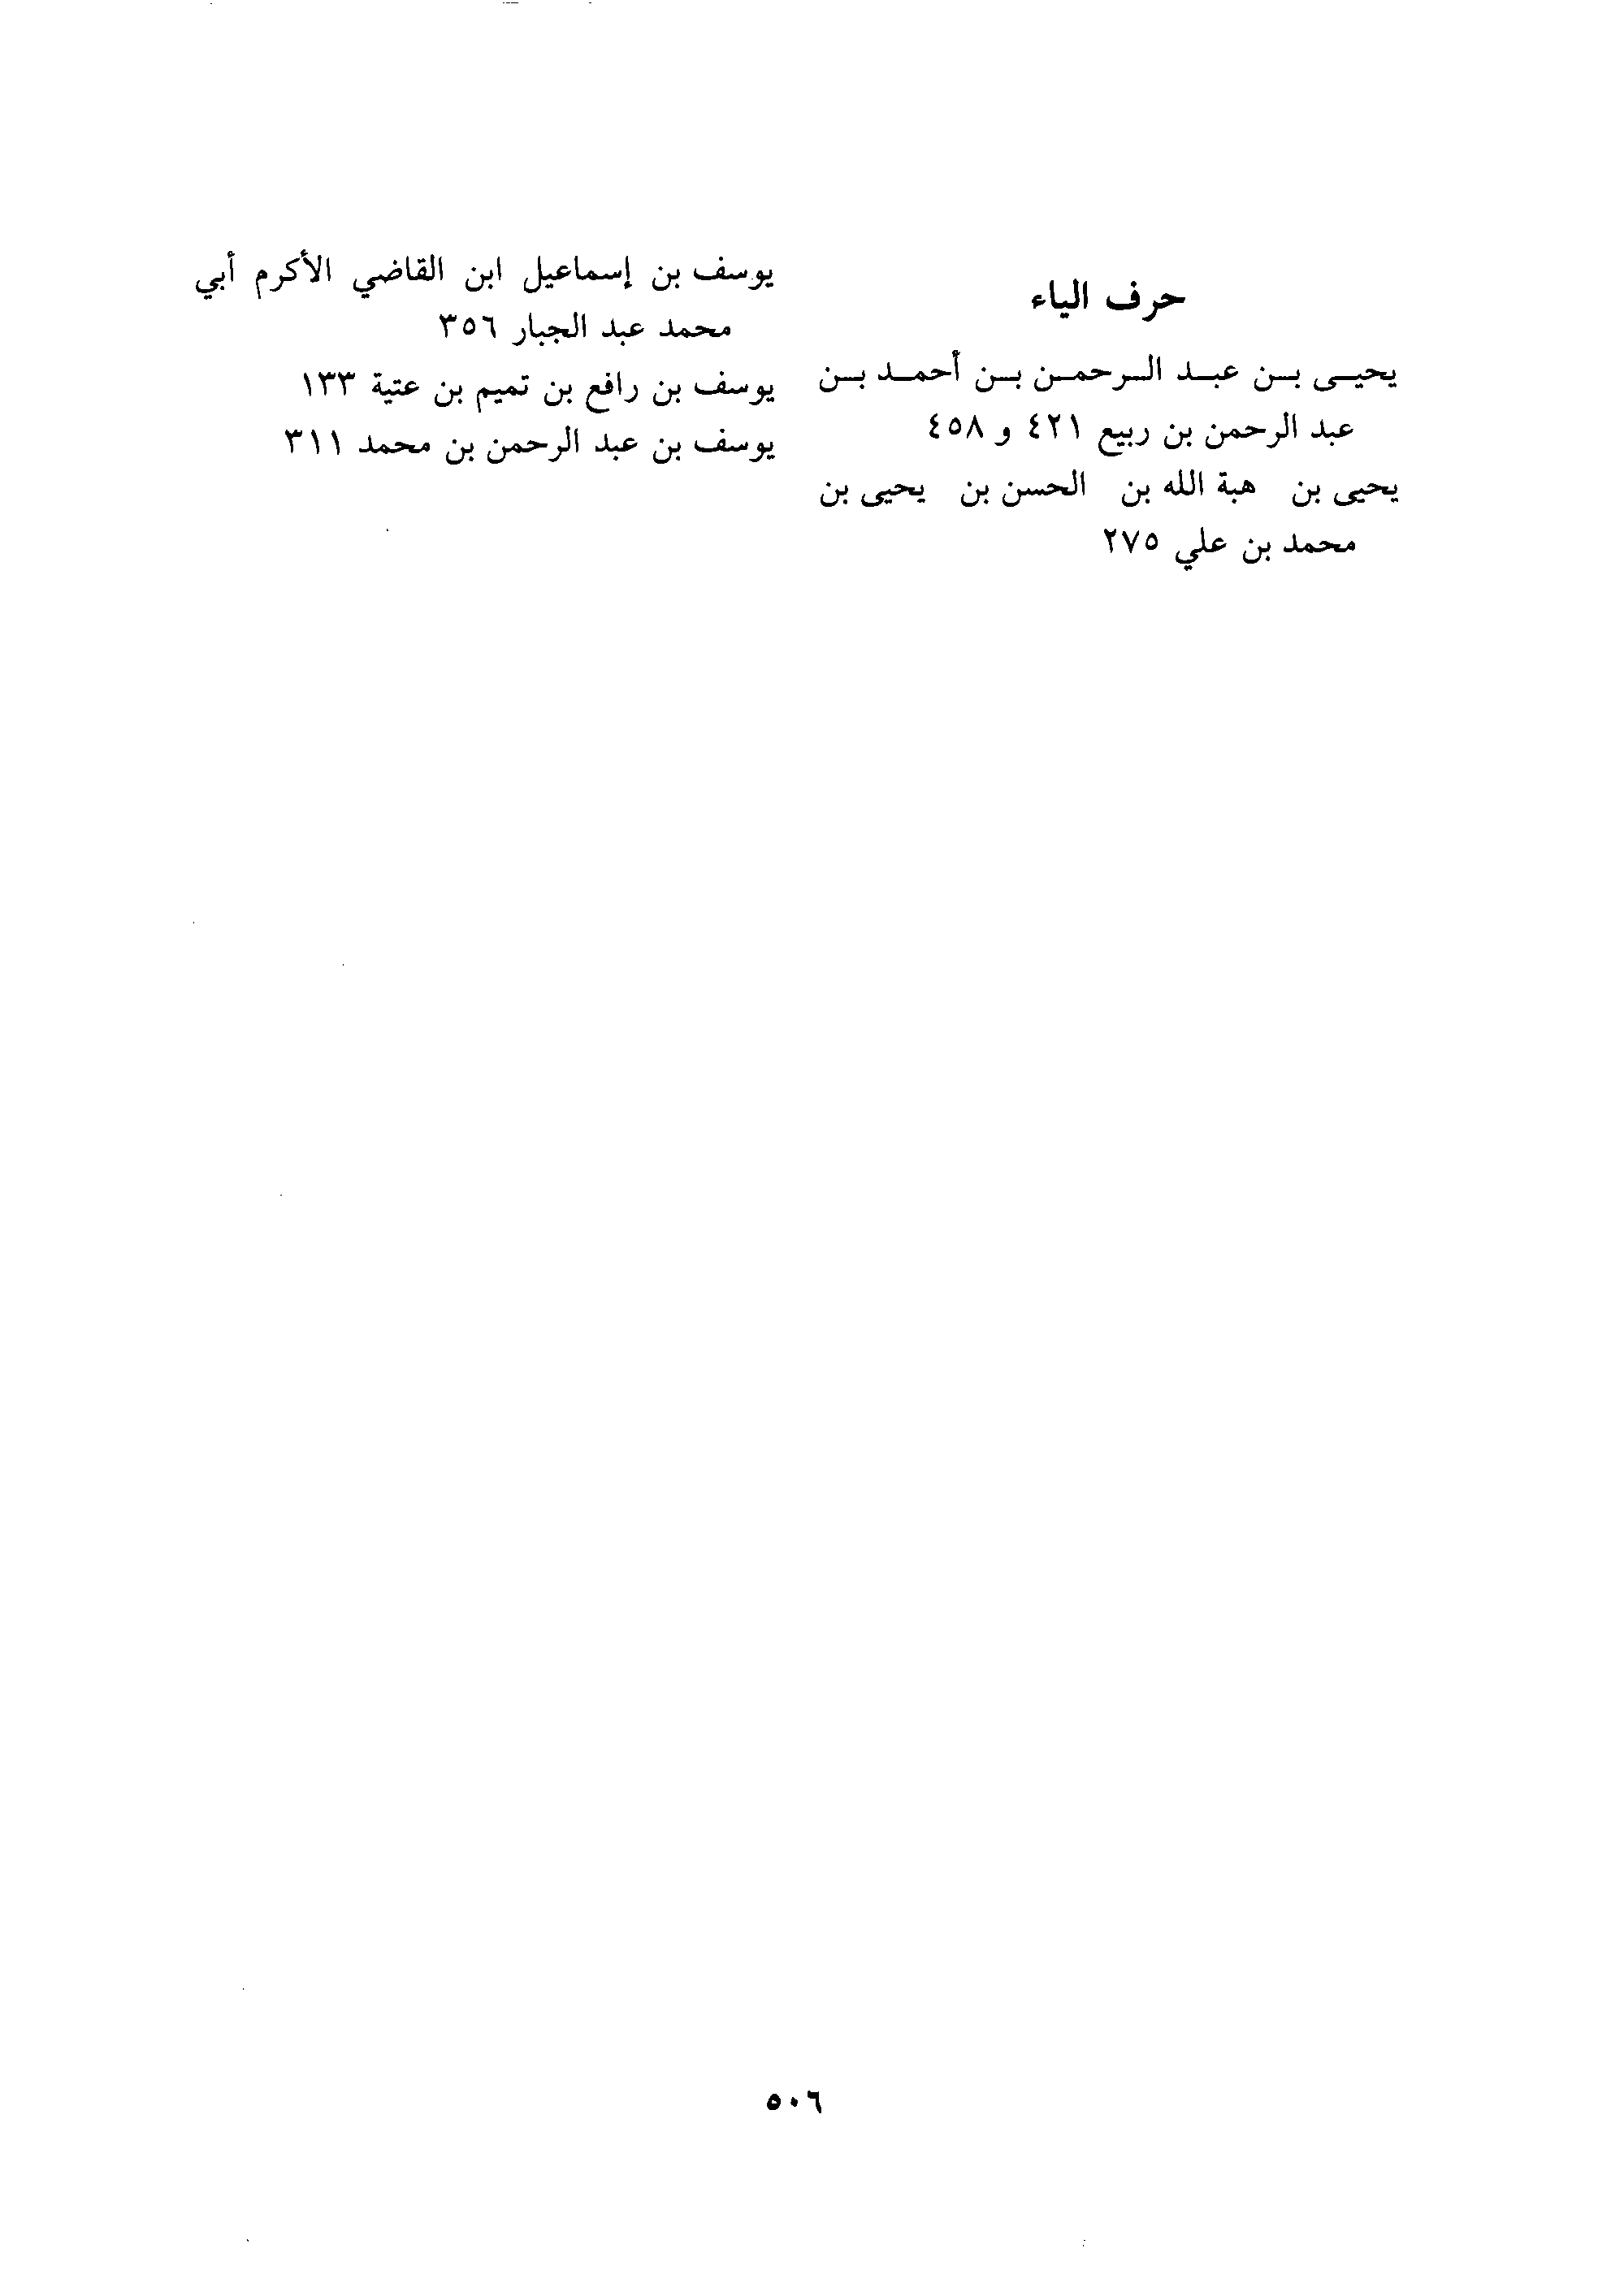 حرف الياء
يحيى بن عبد الرحمن بن أحمد بن
عبد الرحمن بن ربيع ٤٢١ و ٤٥٨
يحيى بن هبة الله بن الحسن بن يحيى بن
محمد بن علي ٢٧٥
يوسف بن إسماعيل ابن القاضي الأكرم أبي
محمد عبد الجبار ٣٥٦
يوسف بن رافع بن تميم بن عتبة ١٣٣
يوسف بن عبد الرحمن بن محمد ٣١١
٥٠٦